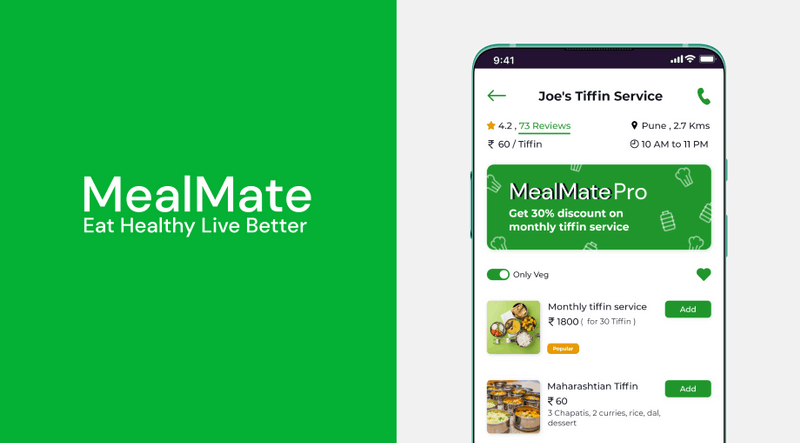 MealMate
Eat Healthy Live Better
9:41
Joe's Tiffin Service
4.2 , 73 Reviews
Pune , 2.7 Kms
₹ 60 / Tiffin
10 AM to 11 PM
MealMate Pro
Get 30% discount on
monthly tiffin service
Only Veg
Monthly tiffin service
Add
₹ 1800 ( for 30 Tiffin )
Popular
Maharashtian Tiffin
Add
₹ 60
3 Chapatis, 2 curries, rice, dal,
dessert